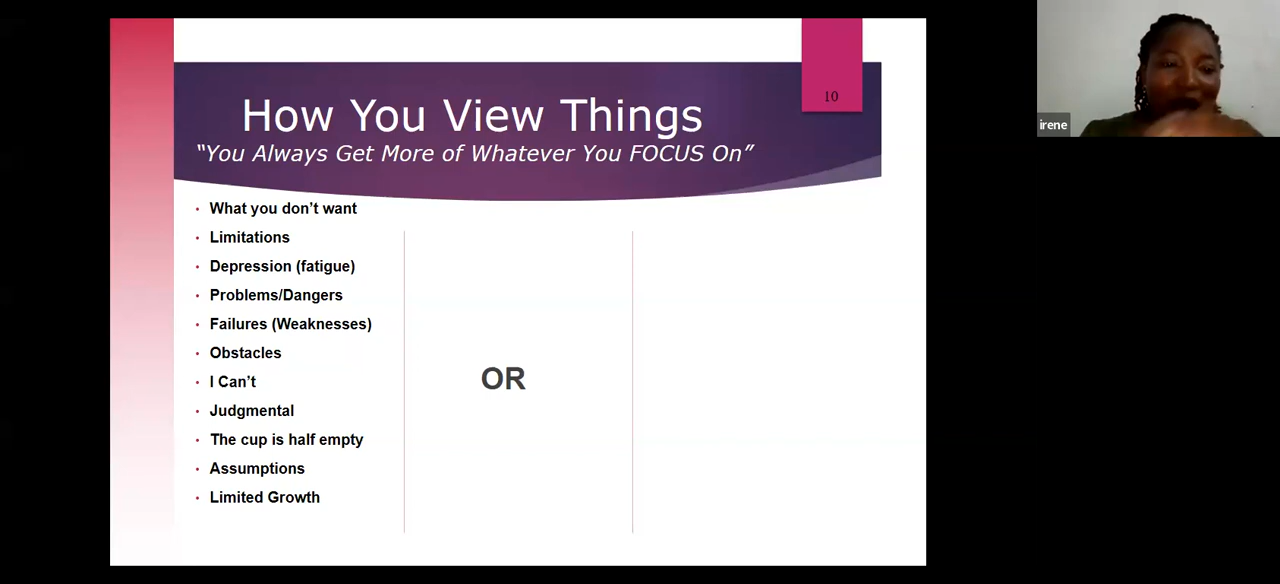 10
How You View Things
“You Always Get More of Whatever You FOCUS On”
• What you don’t want
• Limitations
• Depression (fatigue)
• Problems/Dangers
• Failures (Weaknesses)
• Obstacles
• I Can’t
• Judgmental
• The cup is half empty
• Assumptions
• Limited Growth
OR
irene